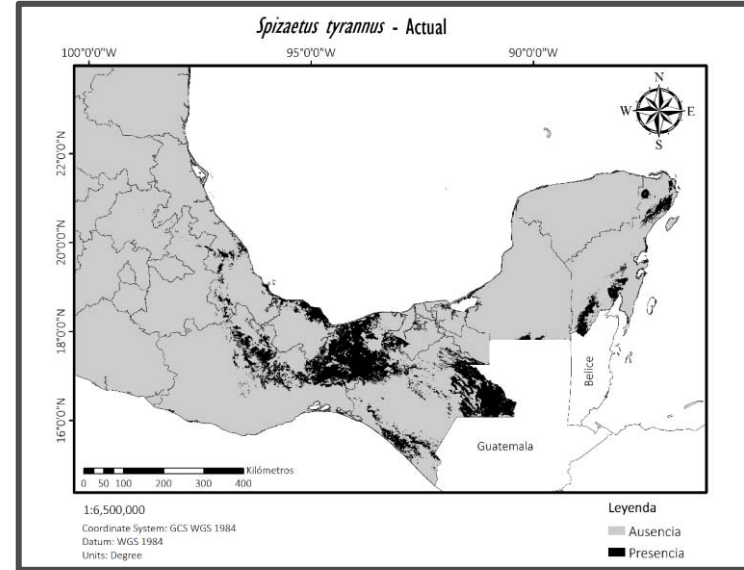 Spizaetus tyrannus - Actual
100°0'0"W 95°0'0"W 90°0'0"W
N
W E
S
22°0'0"N
20°0'0"N
18°0'0"N
16°0'0"N
Belice
Guatemala
Kilómetros
0 50 100 200 300 400
1:6,500,000
Coordinate System: GCS WGS 1984
Datum: WGS 1984
Units: Degree
Leyenda
Ausencia
Presencia